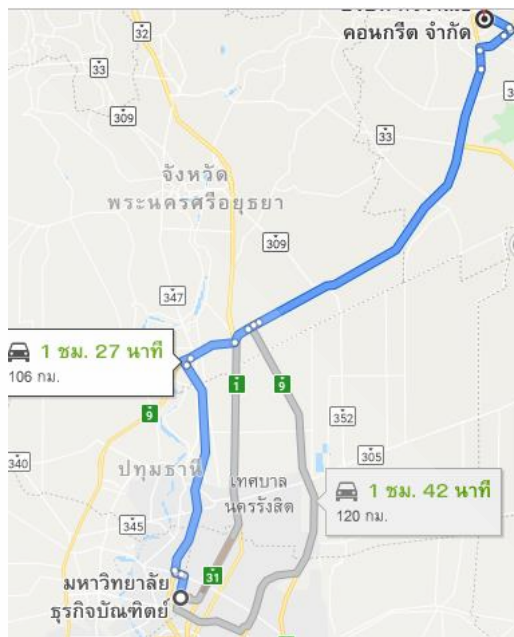 คอนกรีต จำกัด
32
33
309
3
33
จังหวัด
พระนครศรีอยุธยา
309
347
1 ชม. 27 นาที
106 กม.
1
9
9
352
340
ปทุมธานี
305
เทศบาล
นครรังสิต
1 ชม. 42 นาที
120 กม.
345
31
มหาวิทยาลัย
ธุรกิจบัณฑิตย์